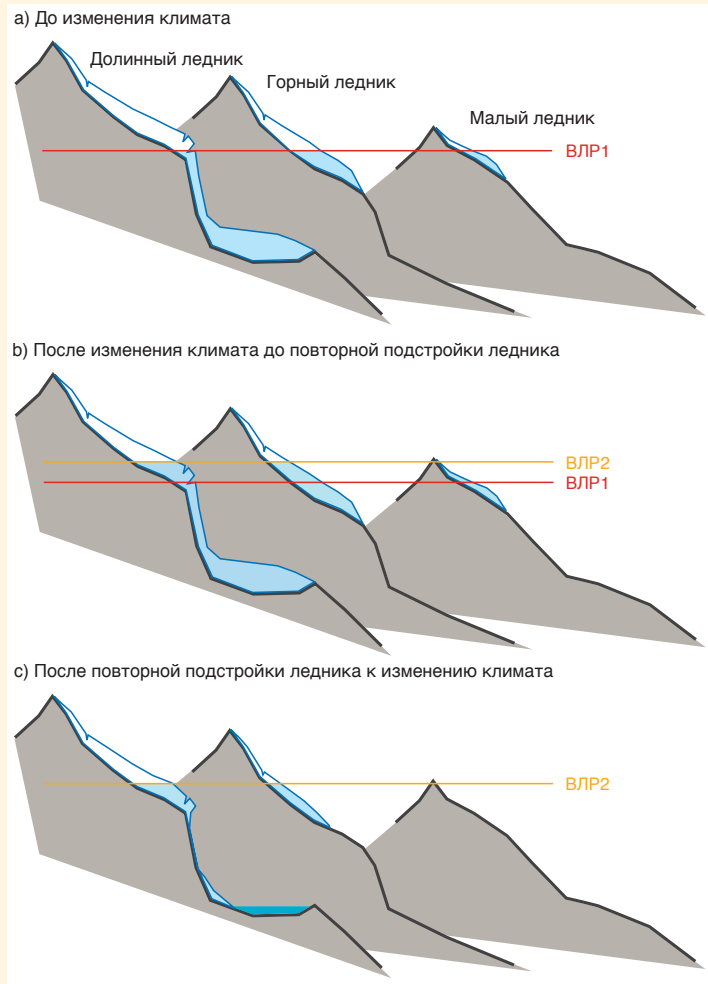 a) До изменения климата
Долинный ледник
Горный ледник
Малый ледник
ВЛР1
b) После изменения климата до повторной подстройки ледника
ВЛР2
ВЛР1
c) После повторной подстройки ледника к изменению климата
ВЛР2